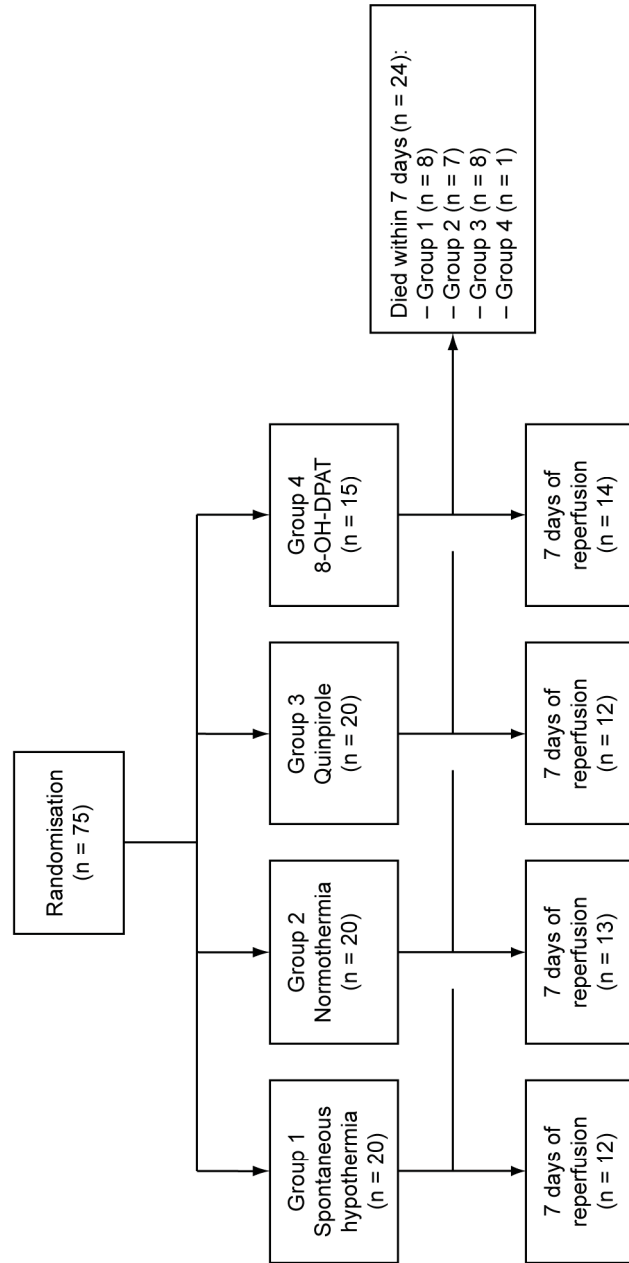 Randomisation
(n = 75)
Group 1
Spontaneous
hypothermia
(n = 20)
Group 2
Normothermia
(n = 20)
Group 3
Quinpirole
(n = 20)
Group 4
8-OH-DPAT
(n = 15)
Died within 7 days (n = 24):
– Group 1 (n = 8)
– Group 2 (n = 7)
– Group 3 (n = 8)
– Group 4 (n = 1)
7 days of
reperfusion
(n = 12)
7 days of
reperfusion
(n = 13)
7 days of
reperfusion
(n = 12)
7 days of
reperfusion
(n = 14)